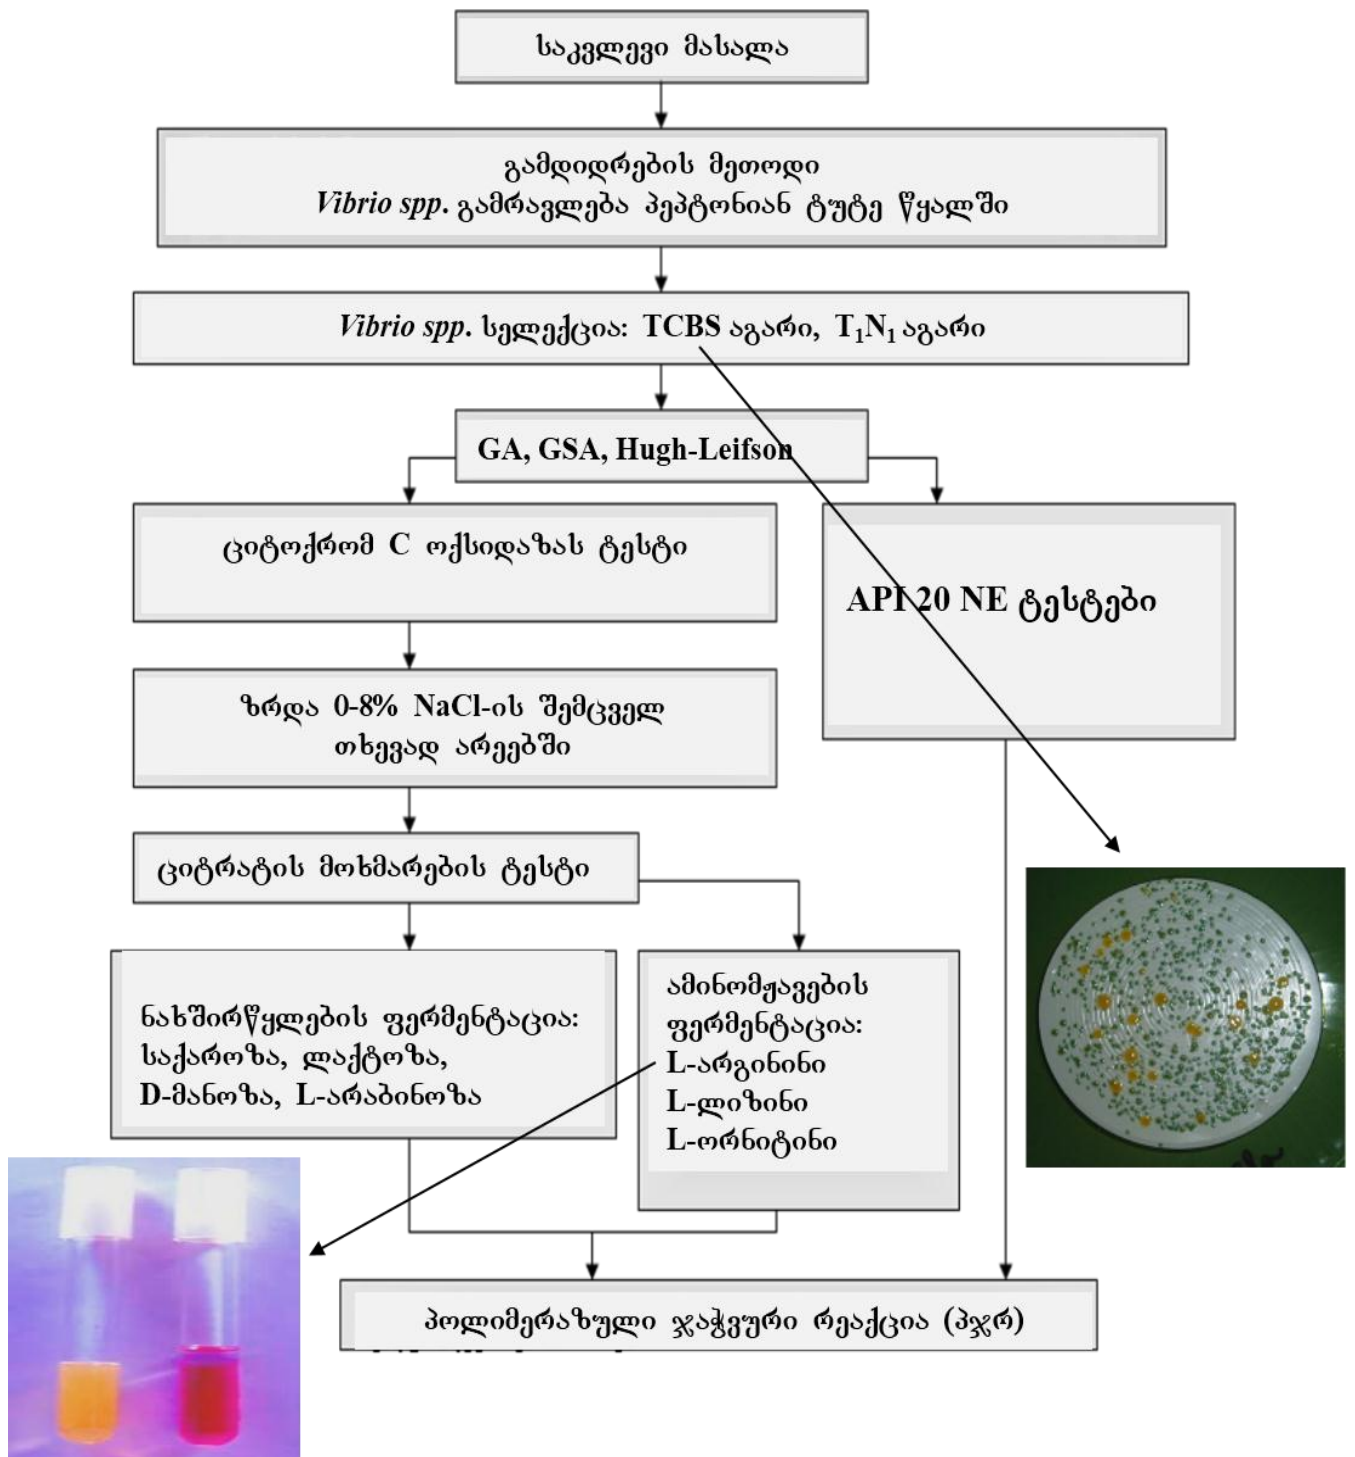 საკვლევი მასალა
გამდიდრების მეთოდი
Vibrio spp. გამრავლება პეპტონიან ტუტე წყალში
Vibrio spp. სელექცია: TCBS აგარი, T₁N₁ აგარი
GA, GSA, Hugh-Leifson
ციტოქრომ C ოქსიდაზას ტესტი
API 20 NE ტესტები
ზრდა 0-8% NaCl-ის შემცველ
თხევად არეებში
ციტრატის მოხმარების ტესტი
ნახშირწყლების ფერმენტაცია:
საქაროზა, ლაქტოზა,
D-მანოზა, L-არაბინოზა
ამინომჟავების
ფერმენტაცია:
L-არგინინი
L-ლიზინი
L-ორნიტინი
პოლიმერაზული ჯაჭვური რეაქცია (პჯრ)